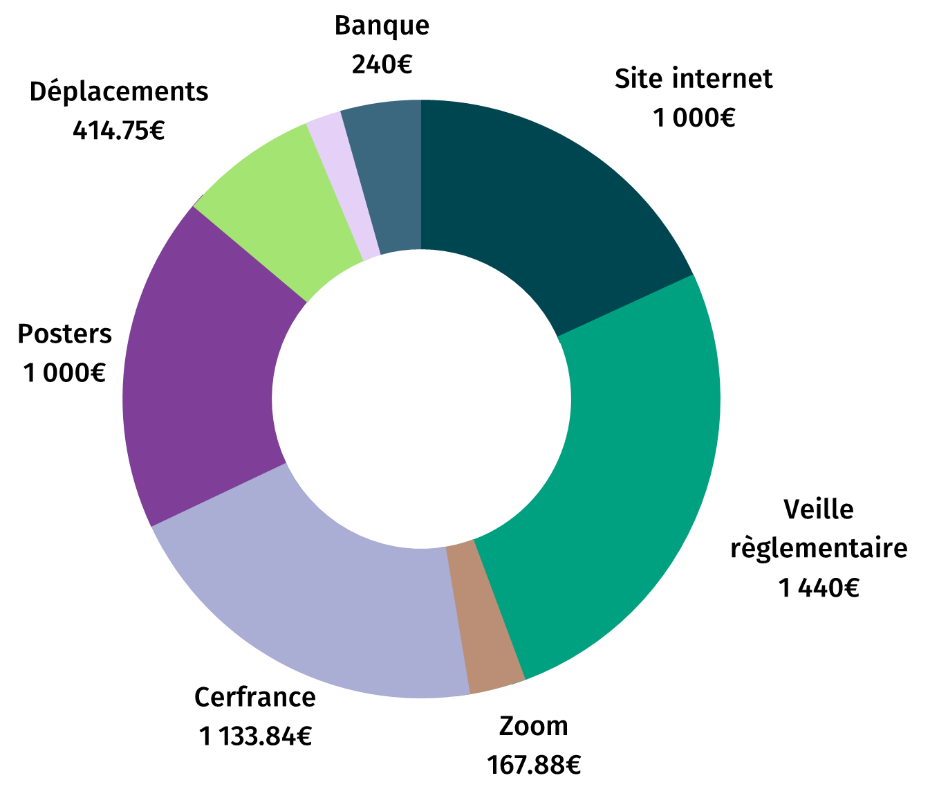 Banque
240€
Site internet
1 000€
Déplacements
414.75€
Posters
1 000€
Veille
règlementaire
1 440€
Cerfrance
1 133.84€
Zoom
167.88€